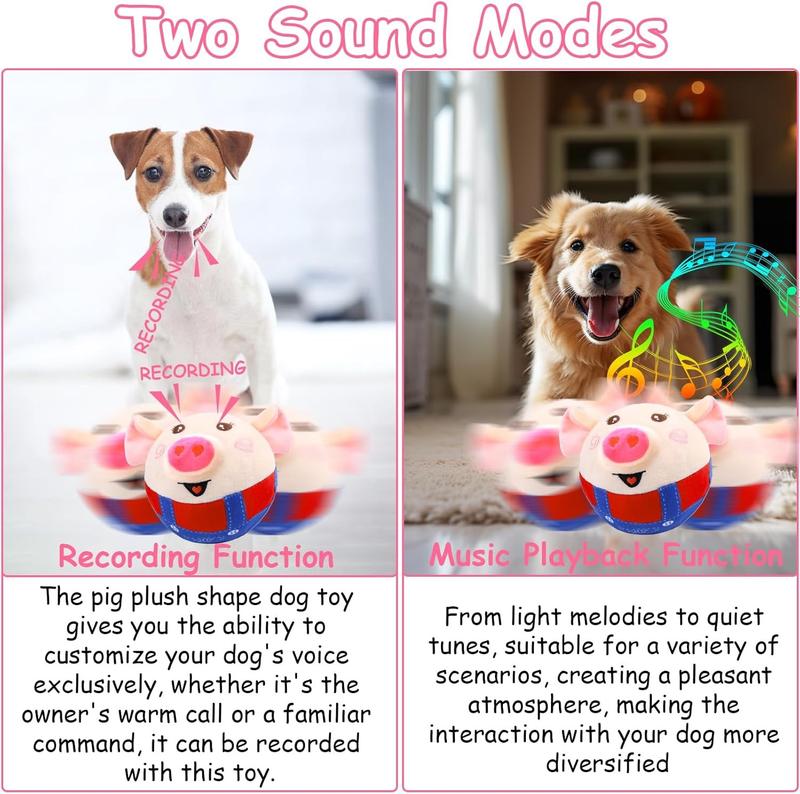 Two Sound Modes
RECORDING
RECORDING
Recording Function
The pig plush shape dog toy
gives you the ability to
customize your dog's voice
exclusively, whether it's the
owner's warm call or a familiar
command, it can be recorded
with this toy.
Music Playback Function
From light melodies to quiet
tunes, suitable for a variety of
scenarios, creating a pleasant
atmosphere, making the
interaction with your dog more
diversified